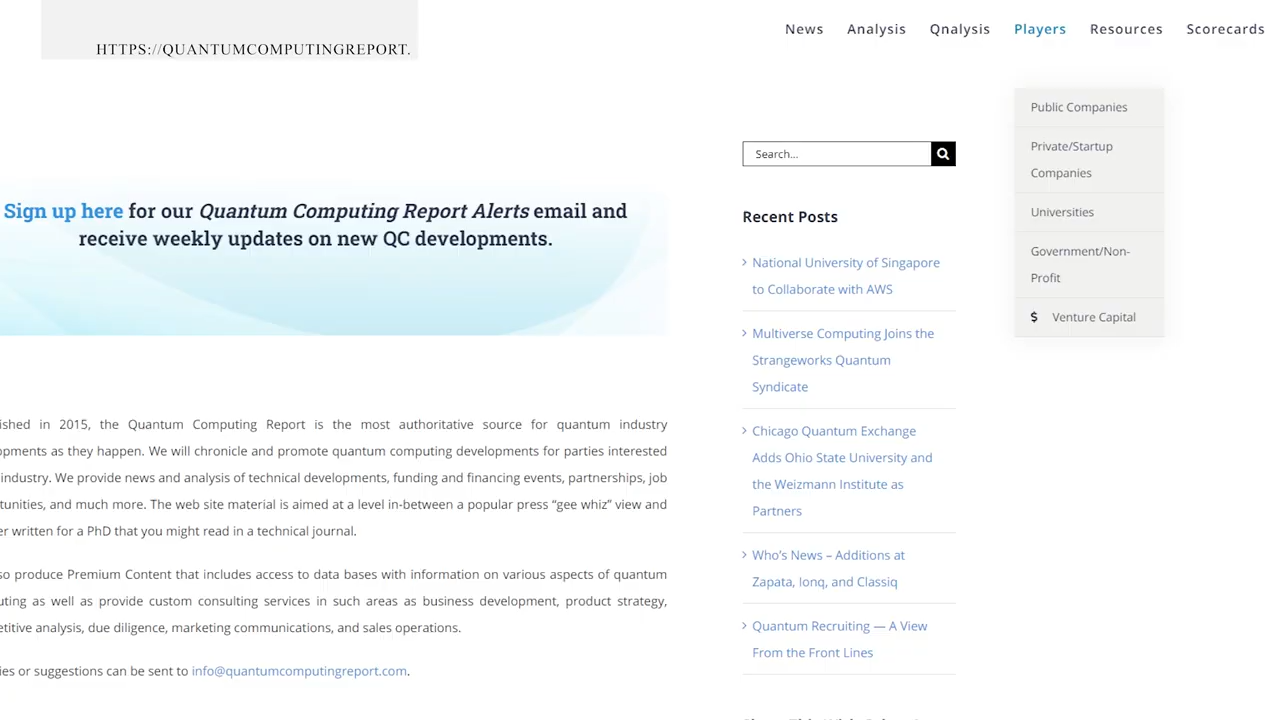 HTTPS://QUANTUMCOMPUTINGREPORT.
News Analysis Qnalysis Players Resources Scorecards
Public Companies
Private/Startup
Companies
Universities
Government/Non-
Profit
$ Venture Capital
Search...
Sign up here for our Quantum Computing Report Alerts email and
receive weekly updates on new QC developments.
Recent Posts
National University of Singapore
to Collaborate with AWS
Multiverse Computing Joins the
Strangeworks Quantum
Syndicate
Chicago Quantum Exchange
Adds Ohio State University and
the Weizmann Institute as
Partners
Who’s News – Additions at
Zapata, Ionq, and Classiq
Quantum Recruiting — A View
From the Front Lines
in 2015, the Quantum Computing Report is the most authoritative source for quantum industry
as they happen. We will chronicle and promote quantum computing developments for parties interested
industry. We provide news and analysis of technical developments, funding and financing events, partnerships, job
and much more. The web site material is aimed at a level in-between a popular press “gee whiz” view and
written for a PhD that you might read in a technical journal.
produce Premium Content that includes access to data bases with information on various aspects of quantum
as well as provide custom consulting services in such areas as business development, product strategy,
analysis, due diligence, marketing communications, and sales operations.
or suggestions can be sent to info@quantumcomputingreport.com.